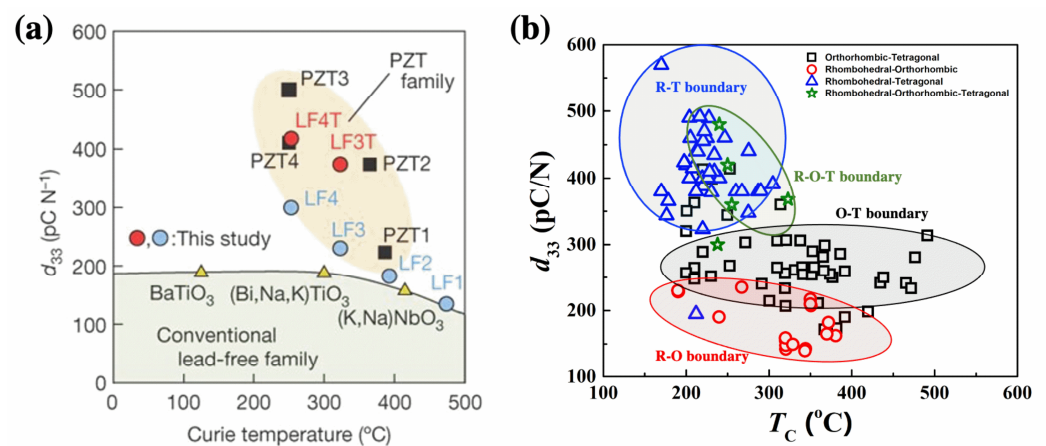 (a)
600
500
400
300
200
100
0
d33 (pC N−1)
PZT3
PZT
family
LF4T
LF3T
PZT4
PZT2
LF4
LF3
PZT1
LF2
LF1
,
:This study
BaTiO3
(Bi,Na,K)TiO3
(K,Na)NbO3
Conventional
lead-free family
0
100
200
300
400
500
Curie temperature (°C)
(b)
600
500
400
300
200
100
d33 (pC/N)
Orthorhombic-Tetragonal
Rhombohedral-Orthorhombic
Rhombohedral-Tetragonal
Rhombohedral-Orthorhombic-Tetragonal
R-T boundary
R-O-T boundary
O-T boundary
R-O boundary
100
200
300
400
500
600
TC (oC)